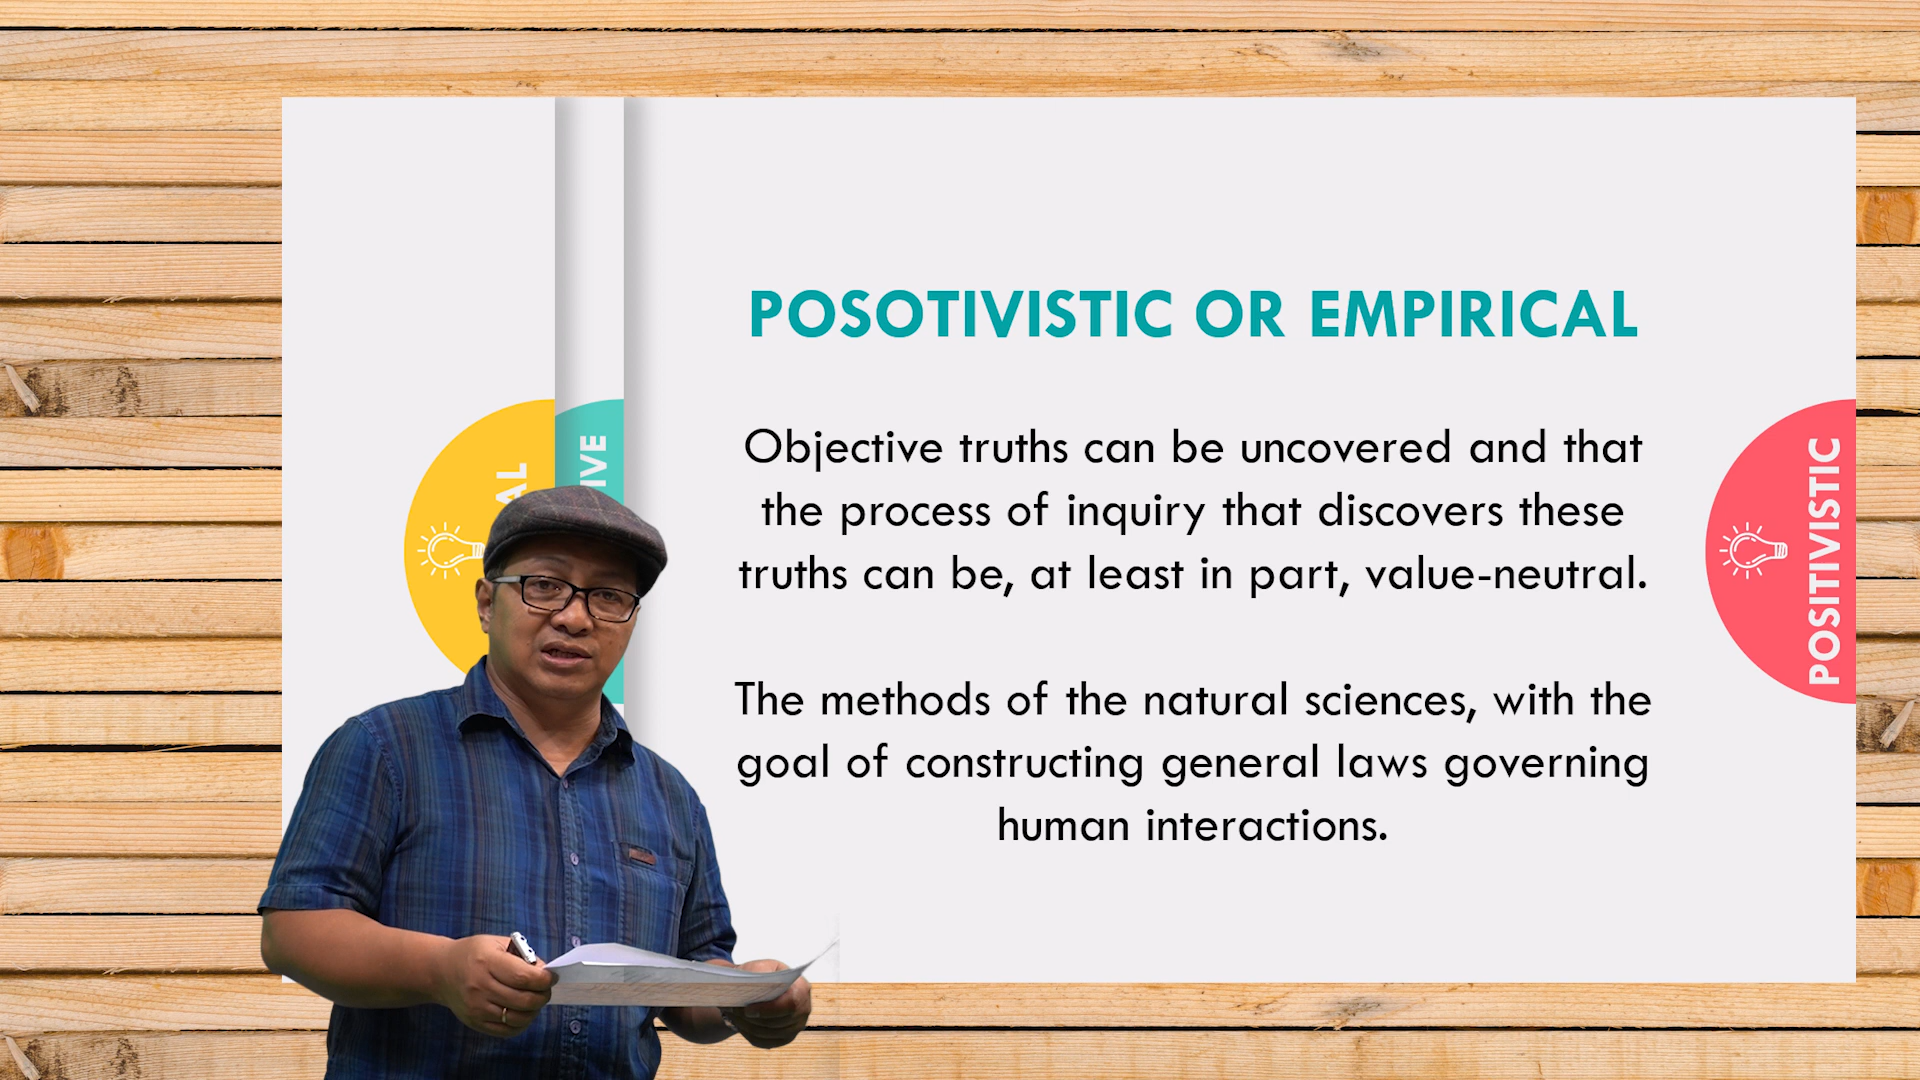 POSOTIVISTIC OR EMPIRICAL
Objective truths can be uncovered and that
the process of inquiry that discovers these
truths can be, at least in part, value-neutral.
The methods of the natural sciences, with the
goal of constructing general laws governing
human interactions.
POSITIVISTIC